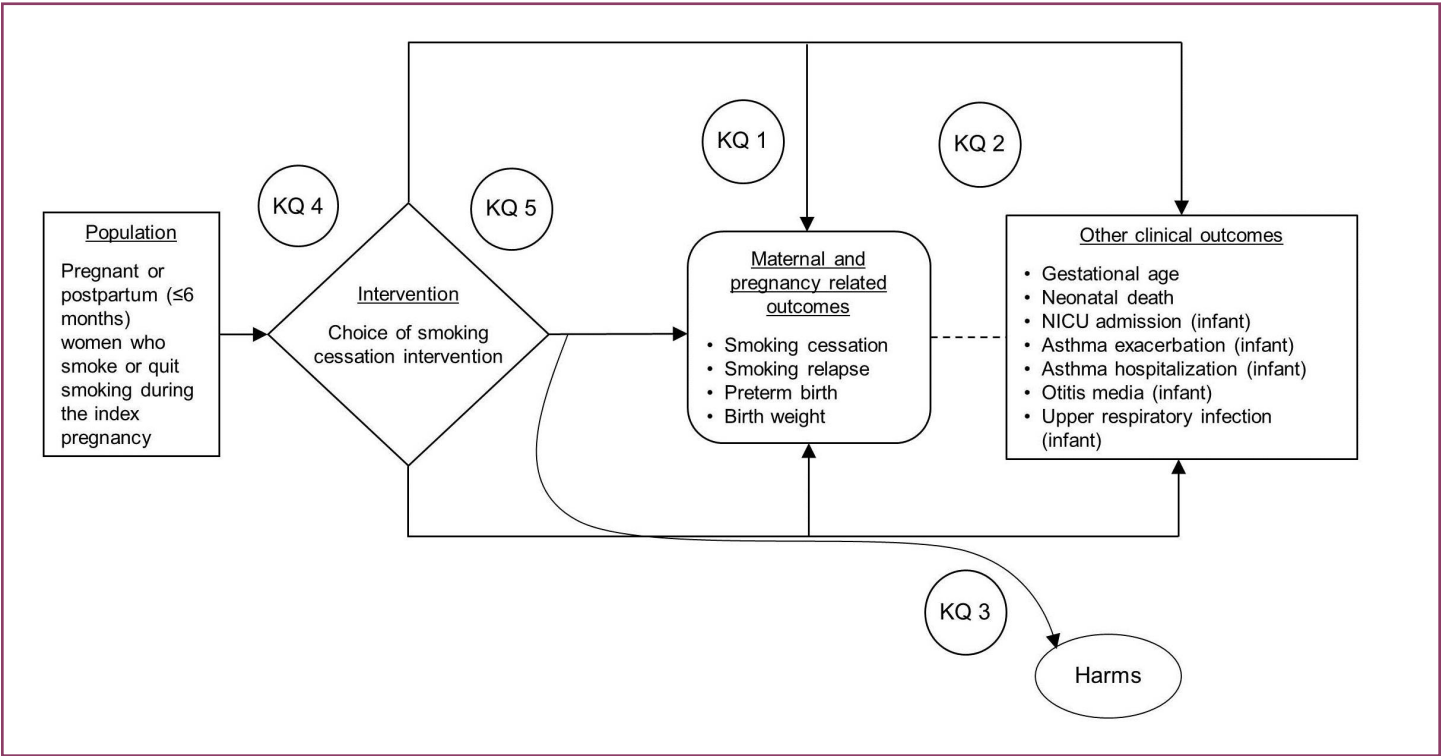 KQ 1
KQ 2
KQ 4
KQ 5
Population
Pregnant or
postpartum (≤6
months)
women who
smoke or quit
smoking during
the index
pregnancy
Intervention
Choice of smoking
cessation intervention
Maternal and
pregnancy related
outcomes
• Smoking cessation
• Smoking relapse
• Preterm birth
• Birth weight
Other clinical outcomes
• Gestational age
• Neonatal death
• NICU admission (infant)
• Asthma exacerbation (infant)
• Asthma hospitalization (infant)
• Otitis media (infant)
• Upper respiratory infection
(infant)
KQ 3
Harms